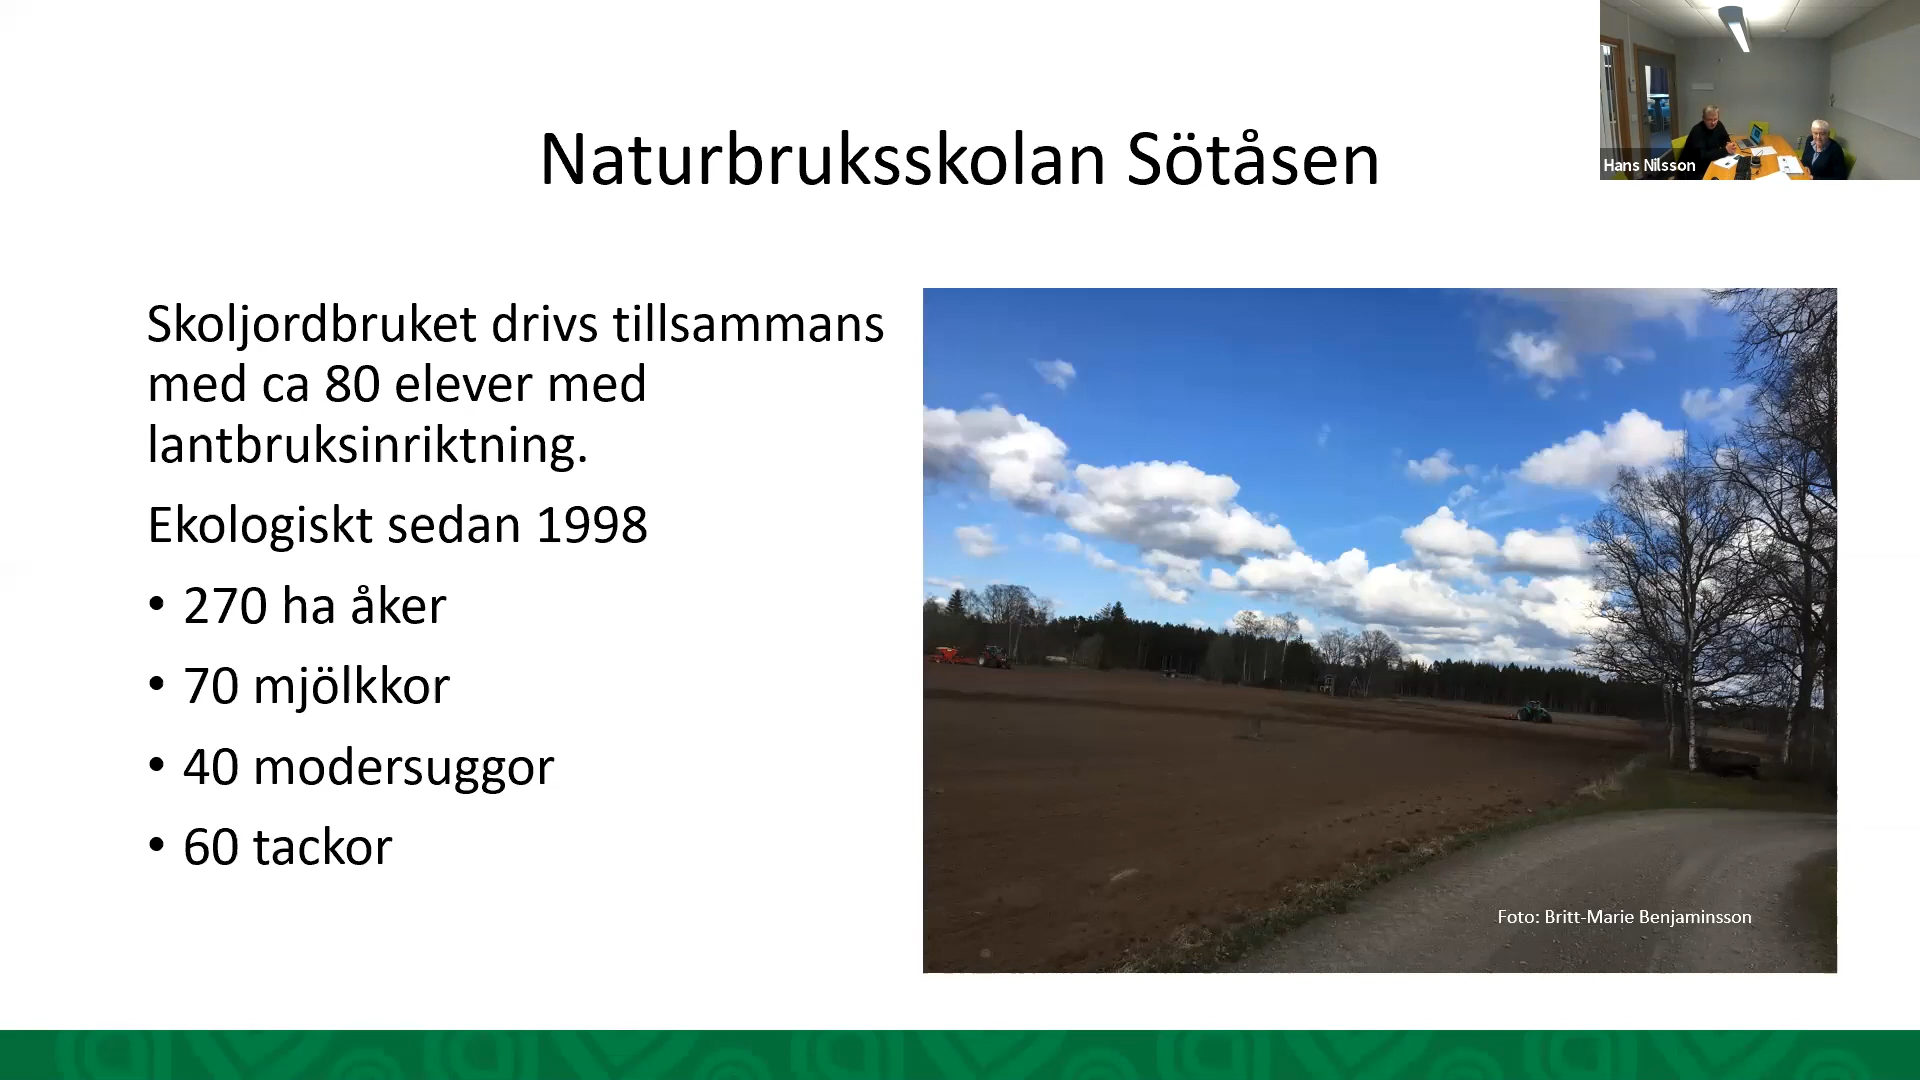 Naturbruksskolan Sötåsen
Hans Nilsson
Skoljordbruket drivs tillsammans
med ca 80 elever med
lantbruksinriktning.
Ekologiskt sedan 1998
• 270 ha åker
• 70 mjölkkor
• 40 modersuggor
• 60 tackor
Foto: Britt-Marie Benjaminsson